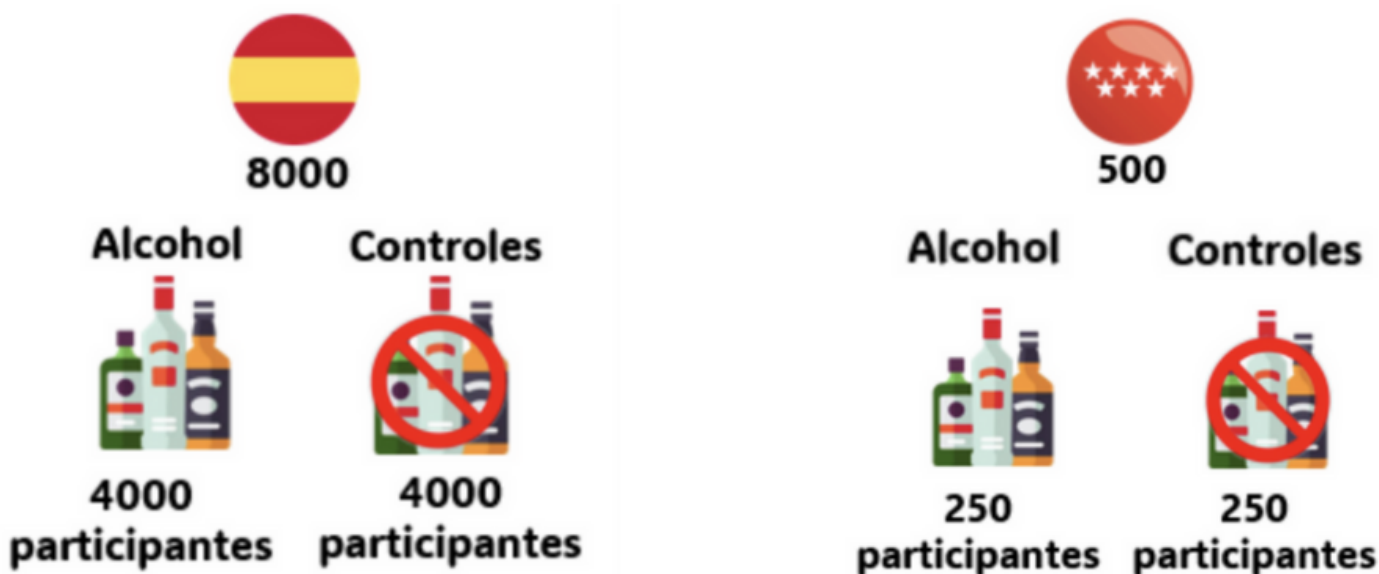 8000
Alcohol
Controles
4000
participantes
4000
participantes
500
Alcohol
Controles
250
participantes
250
participantes